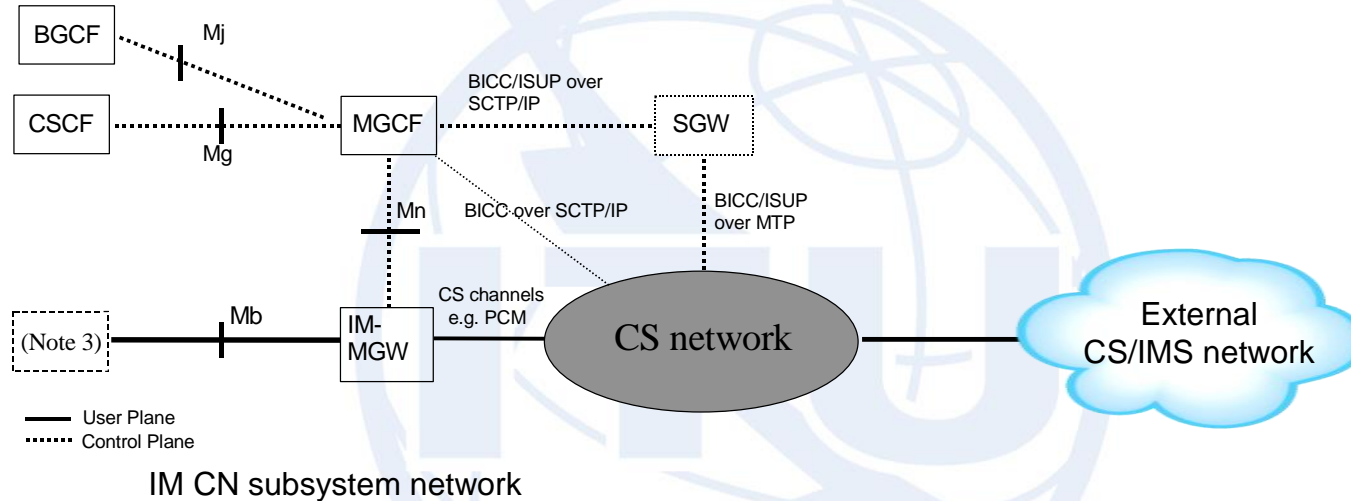 BGCF
Mj
BICC/ISUP over
SCTP/IP
CSCF
MGCF
SGW
Mg
Mn
BICC over SCTP/IP
BICC/ISUP
over MTP
CS channels
e.g. PCM
(Note 3)
Mb
IM-
MGW
CS network
External
CS/IMS network
User Plane
Control Plane
IM CN subsystem network
ITU